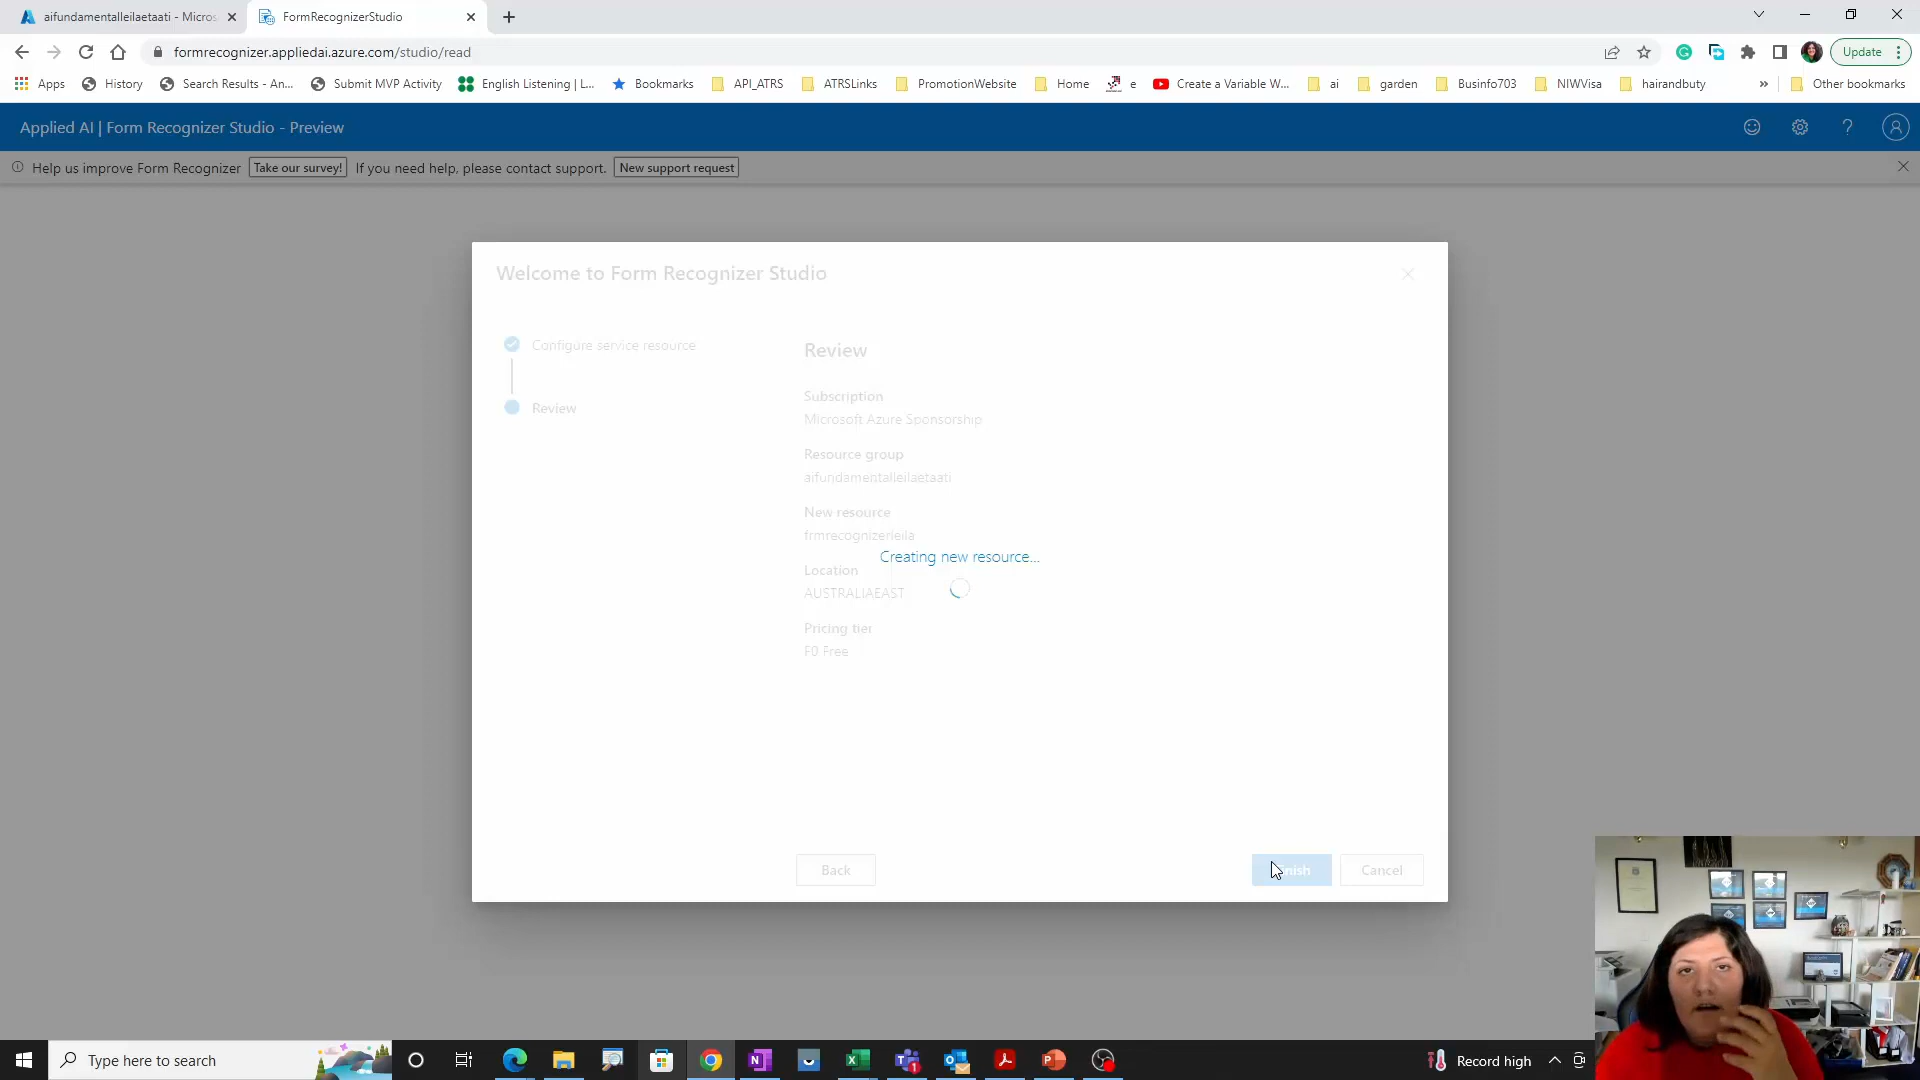 aifundamentalleilaetaati - Micros
FormRecognizerStudio
formrecognizer.appliedai.azure.com/studio/read
Update
Apps
History
Search Results - An...
Submit MVP Activity
English Listening | L...
Bookmarks
API_ATRS
ATRSLinks
PromotionWebsite
Home
e
Create a Variable W...
ai
garden
Businfo703
NIWVisa
hairandbuty
»
Other bookmarks
Applied AI | Form Recognizer Studio - Preview
Help us improve Form Recognizer Take our survey! If you need help, please contact support. New support request
Welcome to Form Recognizer Studio
Configure service resource
Review
Review
Subscription
Microsoft Azure Sponsorship
Resource group
aifundamentalleilaetaati
New resource
frmrecognizerleila
Creating new resource...
Location
AUSTRALIAEAST
Pricing tier
F0 Free
Back
Cancel
Type here to search
Record high